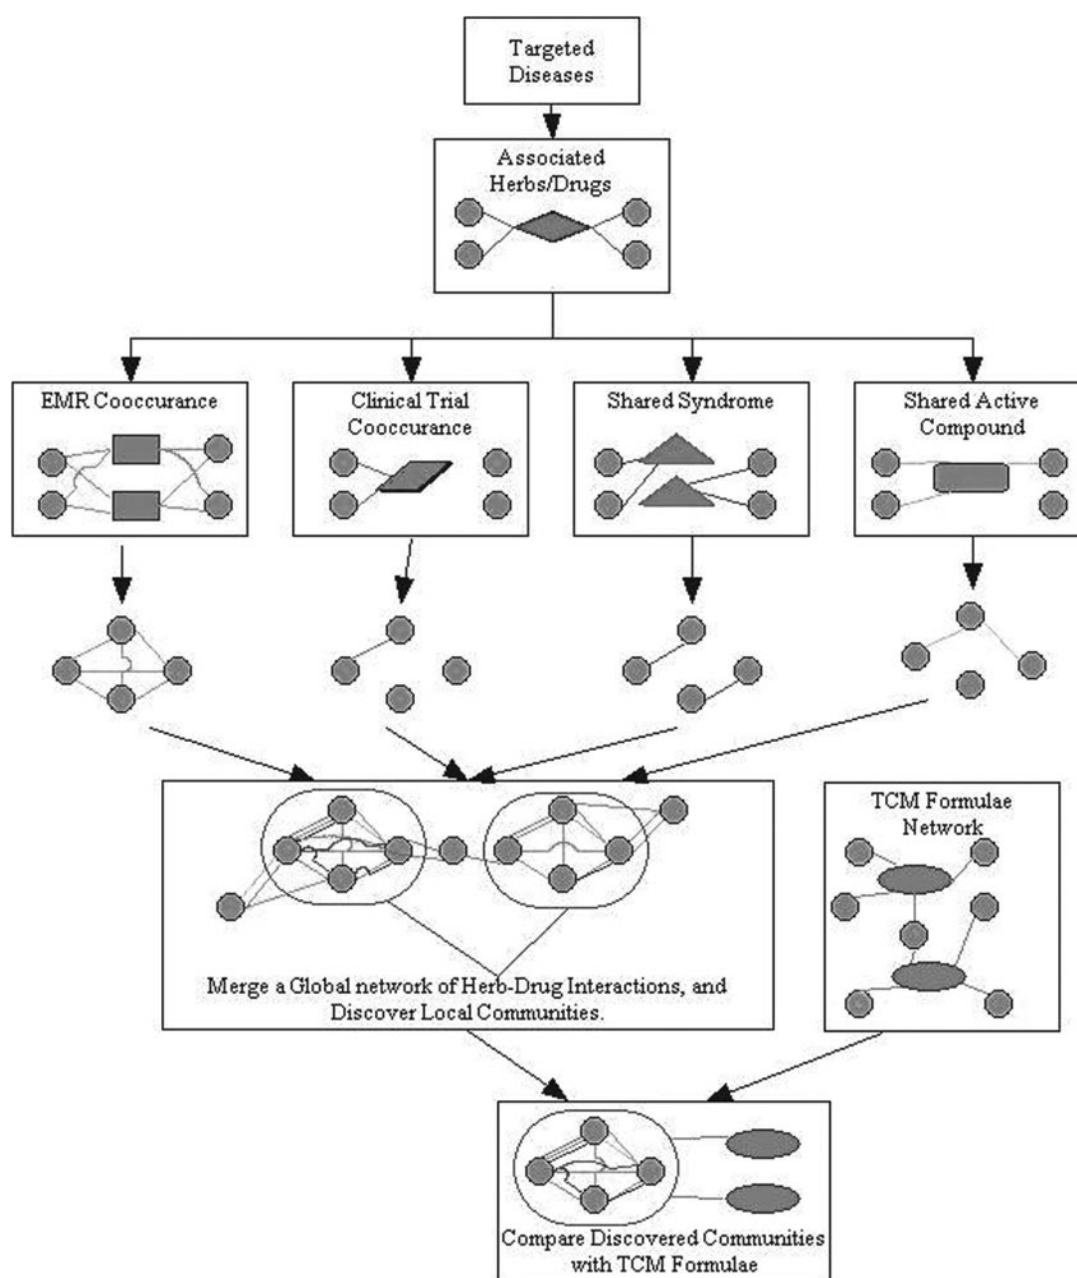 Targeted
Diseases
Associated
Herbs/Drugs
EMR Cooccurance
Clinical Trial
Cooccurance
Shared Syndrome
Shared Active
Compound
TCM Formulae
Network
Merge a Global network of Herb-Drug Interactions, and
Discover Local Communities.
Compare Discovered Communities
with TCM Formulae